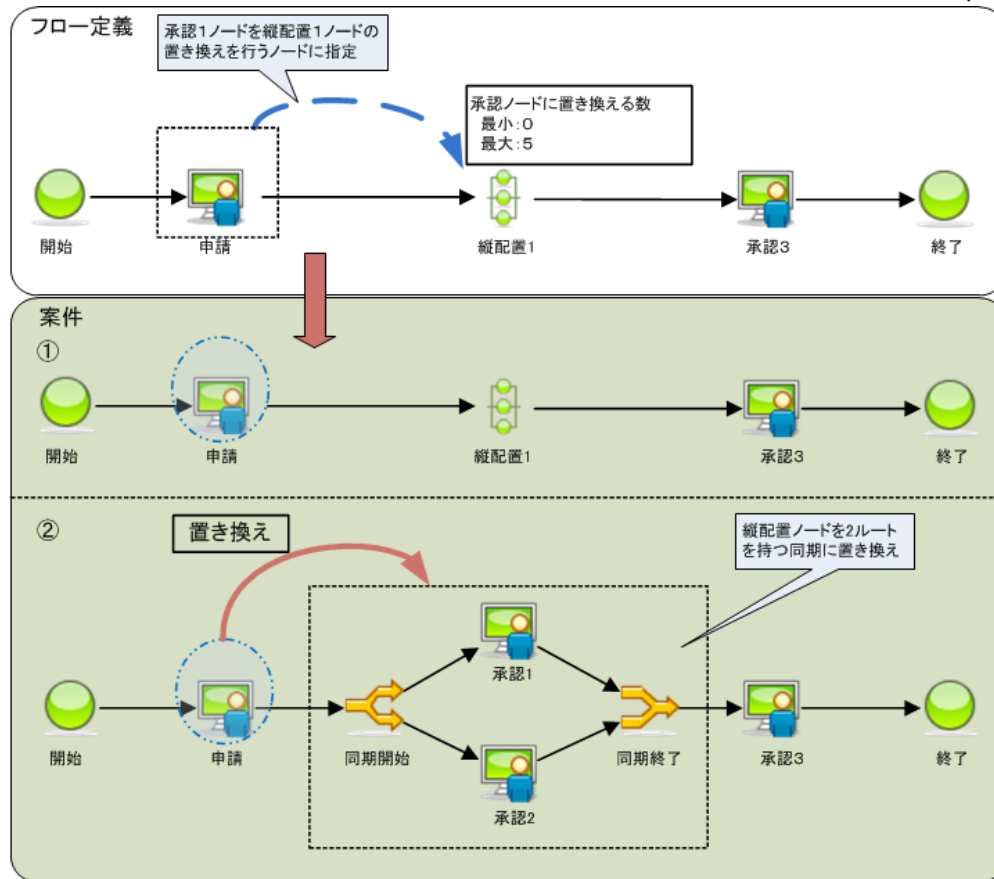 フロー定義
承認1ノードを縦配置1ノードの
置き換えを行うノードに指定
承認ノードに置き換える数
最小:0
最大:5
開始
申請
縦配置1
承認3
終了
案件
①
開始
申請
縦配置1
承認3
終了
②
置き換え
縦配置ノードを2ルート
を持つ同期に置き換え
承認1
開始
申請
同期開始
同期終了
承認3
終了
承認2